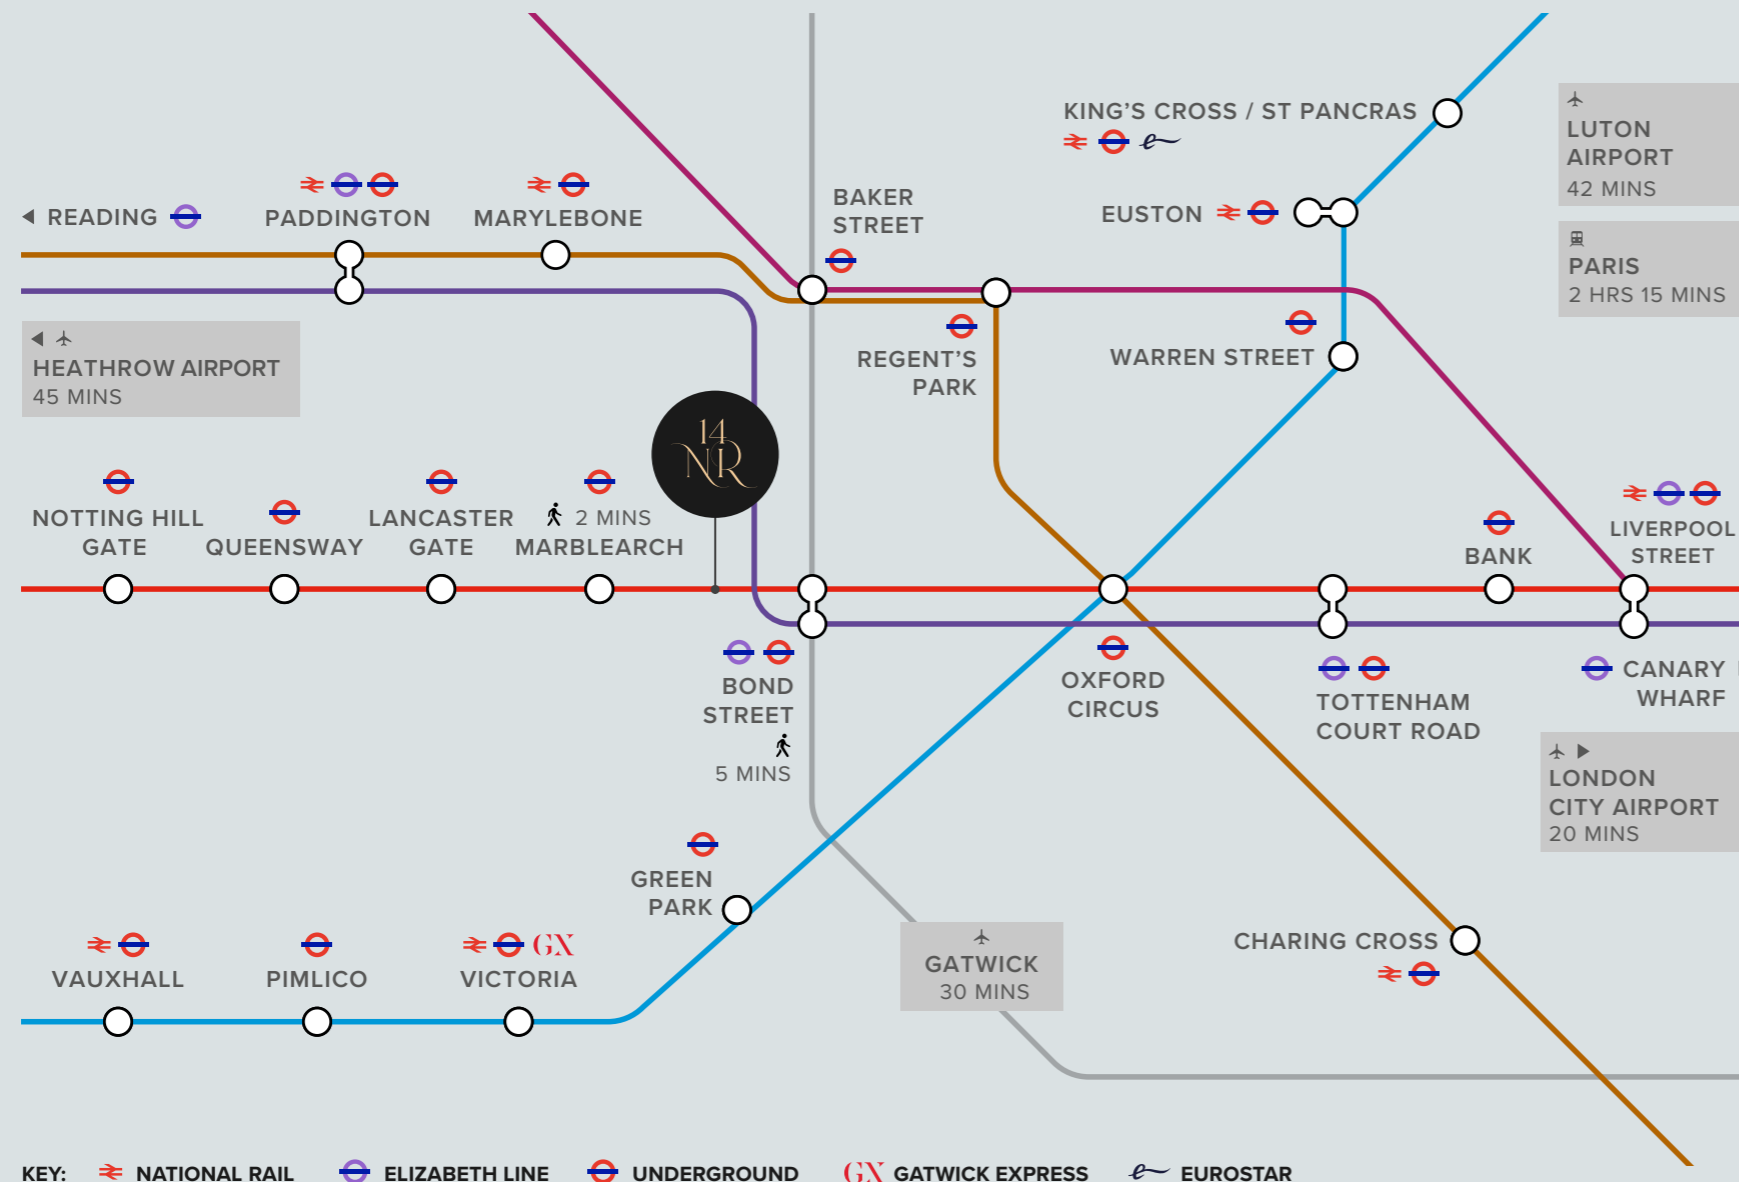 KING'S CROSS / ST PANCRAS
LUTON
AIRPORT
42 MINS
READING
PADDINGTON
MARYLEBONE
BAKER
STREET
EUSTON
PARIS
2 HRS 15 MINS
HEATHROW AIRPORT
45 MINS
REGENT'S
PARK
WARREN STREET
14
NR
NOTTING HILL
GATE
QUEENSWAY
LANCASTER
GATE
2 MINS
MARBLEARCH
BANK
LIVERPOOL
STREET
BOND
STREET
5 MINS
OXFORD
CIRCUS
TOTTENHAM
COURT ROAD
CANARY
WHARF
LONDON
CITY AIRPORT
20 MINS
GREEN
PARK
VAUXHALL
PIMLICO
GX
VICTORIA
GATWICK
30 MINS
CHARING CROSS
KEY: NATIONAL RAIL ELIZABETH LINE UNDERGROUND GX GATWICK EXPRESS EUROSTAR